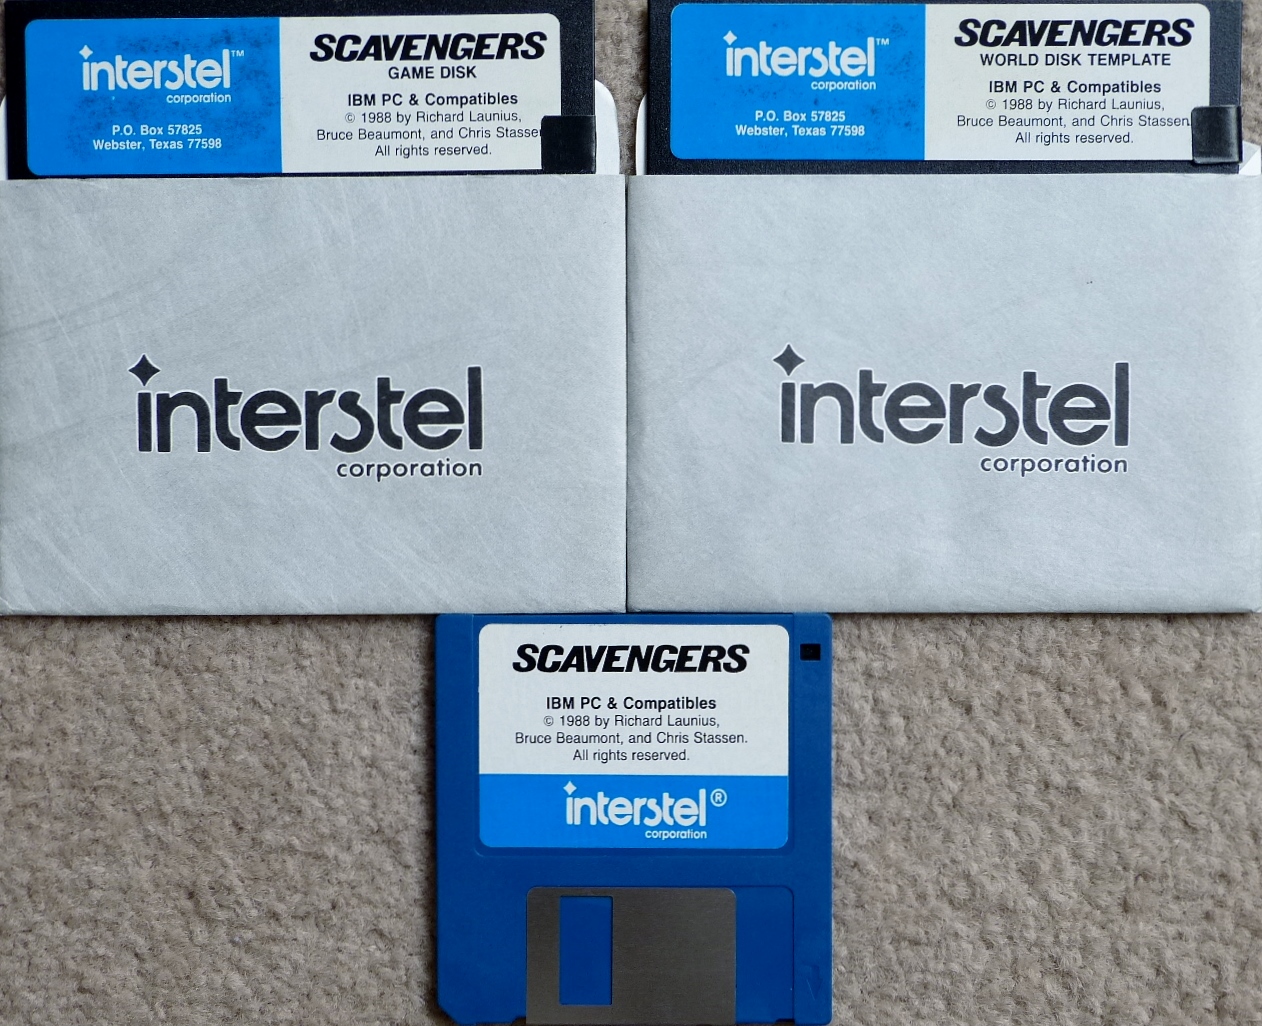 interstel™
corporation
P.O. Box 57825
Webster, Texas 77598
SCAVENGERS
GAME DISK
IBM PC & Compatibles
© 1988 by Richard Launius,
Bruce Beaumont, and Chris Stassen
All rights reserved.
interstel™
corporation
P.O. Box 57825
Webster, Texas 77598
SCAVENGERS
WORLD DISK TEMPLATE
IBM PC & Compatibles
© 1988 by Richard Launius,
Bruce Beaumont, and Chris Stassen.
All rights reserved.
interstel
corporation
interstel
corporation
SCAVENGERS
IBM PC & Compatibles
© 1988 by Richard Launius,
Bruce Beaumont, and Chris Stassen.
All rights reserved.
interstel®
corporation